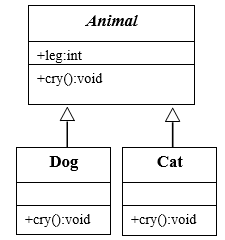 Animal
+leg:int
+cry():void
Dog
Cat
+cry():void
+cry():void